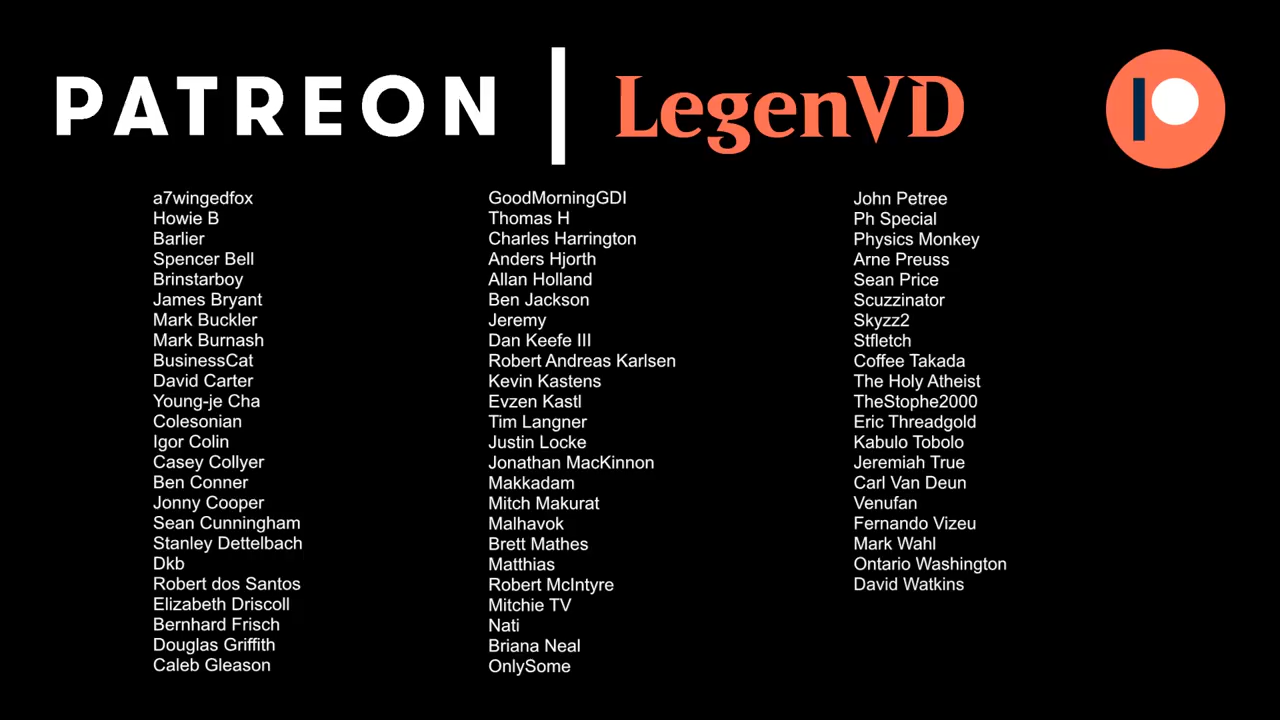 PATREON | LegenVD
a7wingedfox
Howie B
Barlier
Spencer Bell
Brinstarboy
James Bryant
Mark Buckler
Mark Burnash
BusinessCat
David Carter
Young-je Cha
Colesonian
Igor Colin
Casey Collyer
Ben Conner
Jonny Cooper
Sean Cunningham
Stanley Dettelbach
Dkb
Robert dos Santos
Elizabeth Driscoll
Bernhard Frisch
Douglas Griffith
Caleb Gleason
GoodMorningGDI
Thomas H
Charles Harrington
Anders Hjorth
Allan Holland
Ben Jackson
Jeremy
Dan Keefe III
Robert Andreas Karlsen
Kevin Kastens
Evzen Kastl
Tim Langner
Justin Locke
Jonathan MacKinnon
Makkadam
Mitch Makurat
Malhavok
Brett Mathes
Matthias
Robert McIntyre
Mitchie TV
Nati
Briana Neal
OnlySome
John Petree
Ph Special
Physics Monkey
Arne Preuss
Sean Price
Scuzzinator
Skyzz2
Stfletch
Coffee Takada
The Holy Atheist
TheStophe2000
Eric Threadgold
Kabulo Tobolo
Jeremiah True
Carl Van Deun
Venufan
Fernando Vizeu
Mark Wahl
Ontario Washington
David Watkins